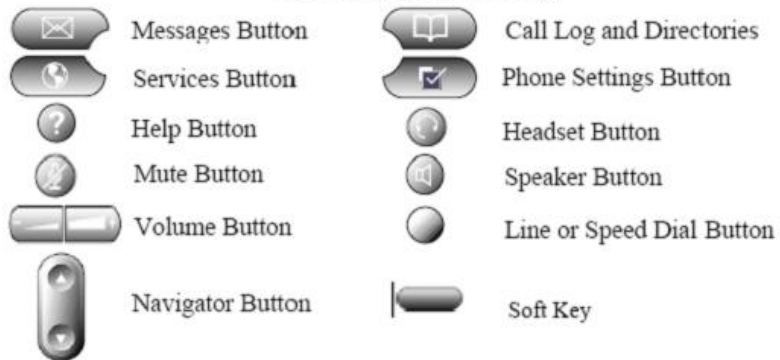 Messages Button
Call Log and Directories
Services Button
Phone Settings Button
?
Help Button
Headset Button
Mute Button
Speaker Button
Volume Button
Line or Speed Dial Button
Navigator Button
Soft Key